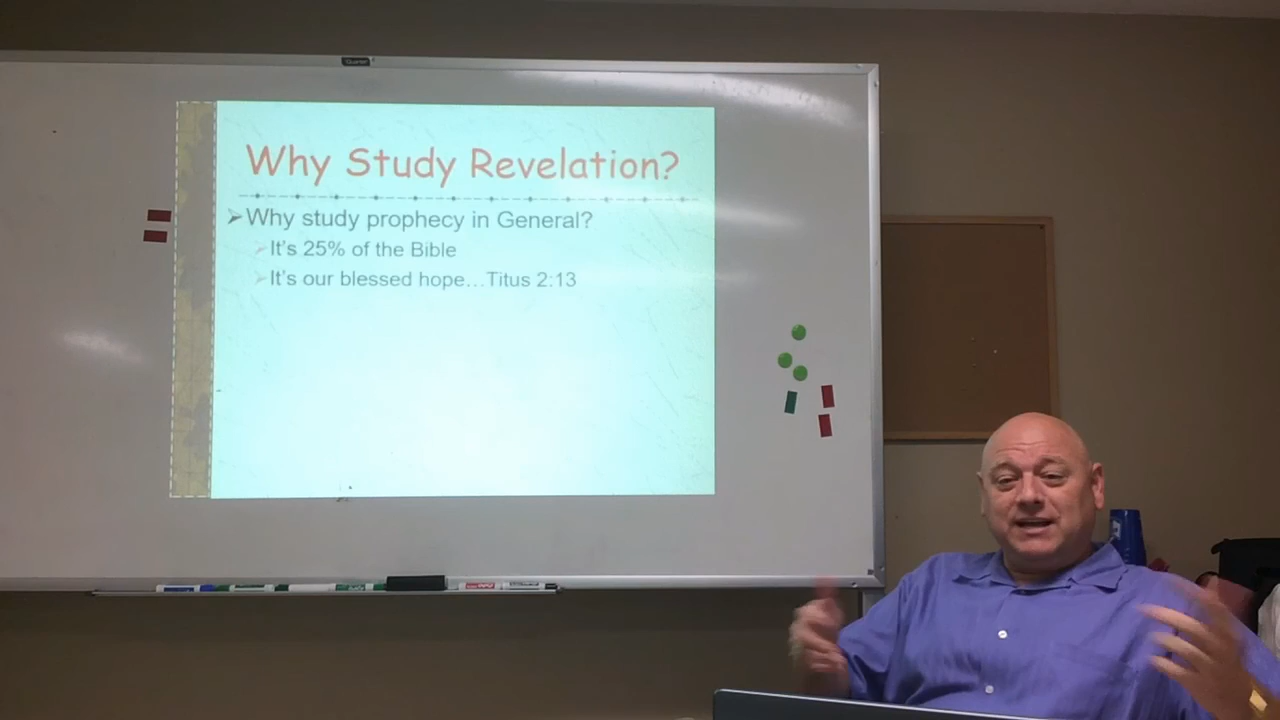 Quartet
Why Study Revelation?
Why study prophecy in General?
It's 25% of the Bible
It's our blessed hope...Titus 2:13